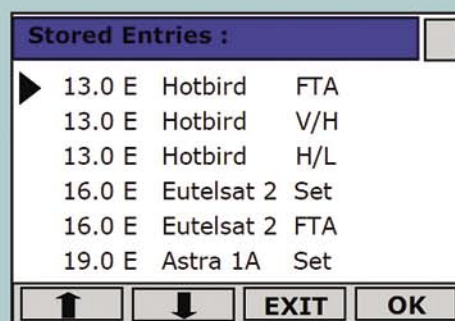 Stored Entries :
13.0 E Hotbird FTA
13.0 E Hotbird V/H
13.0 E Hotbird H/L
16.0 E Eutelsat 2 Set
16.0 E Eutelsat 2 FTA
19.0 E Astra 1A Set
EXIT OK